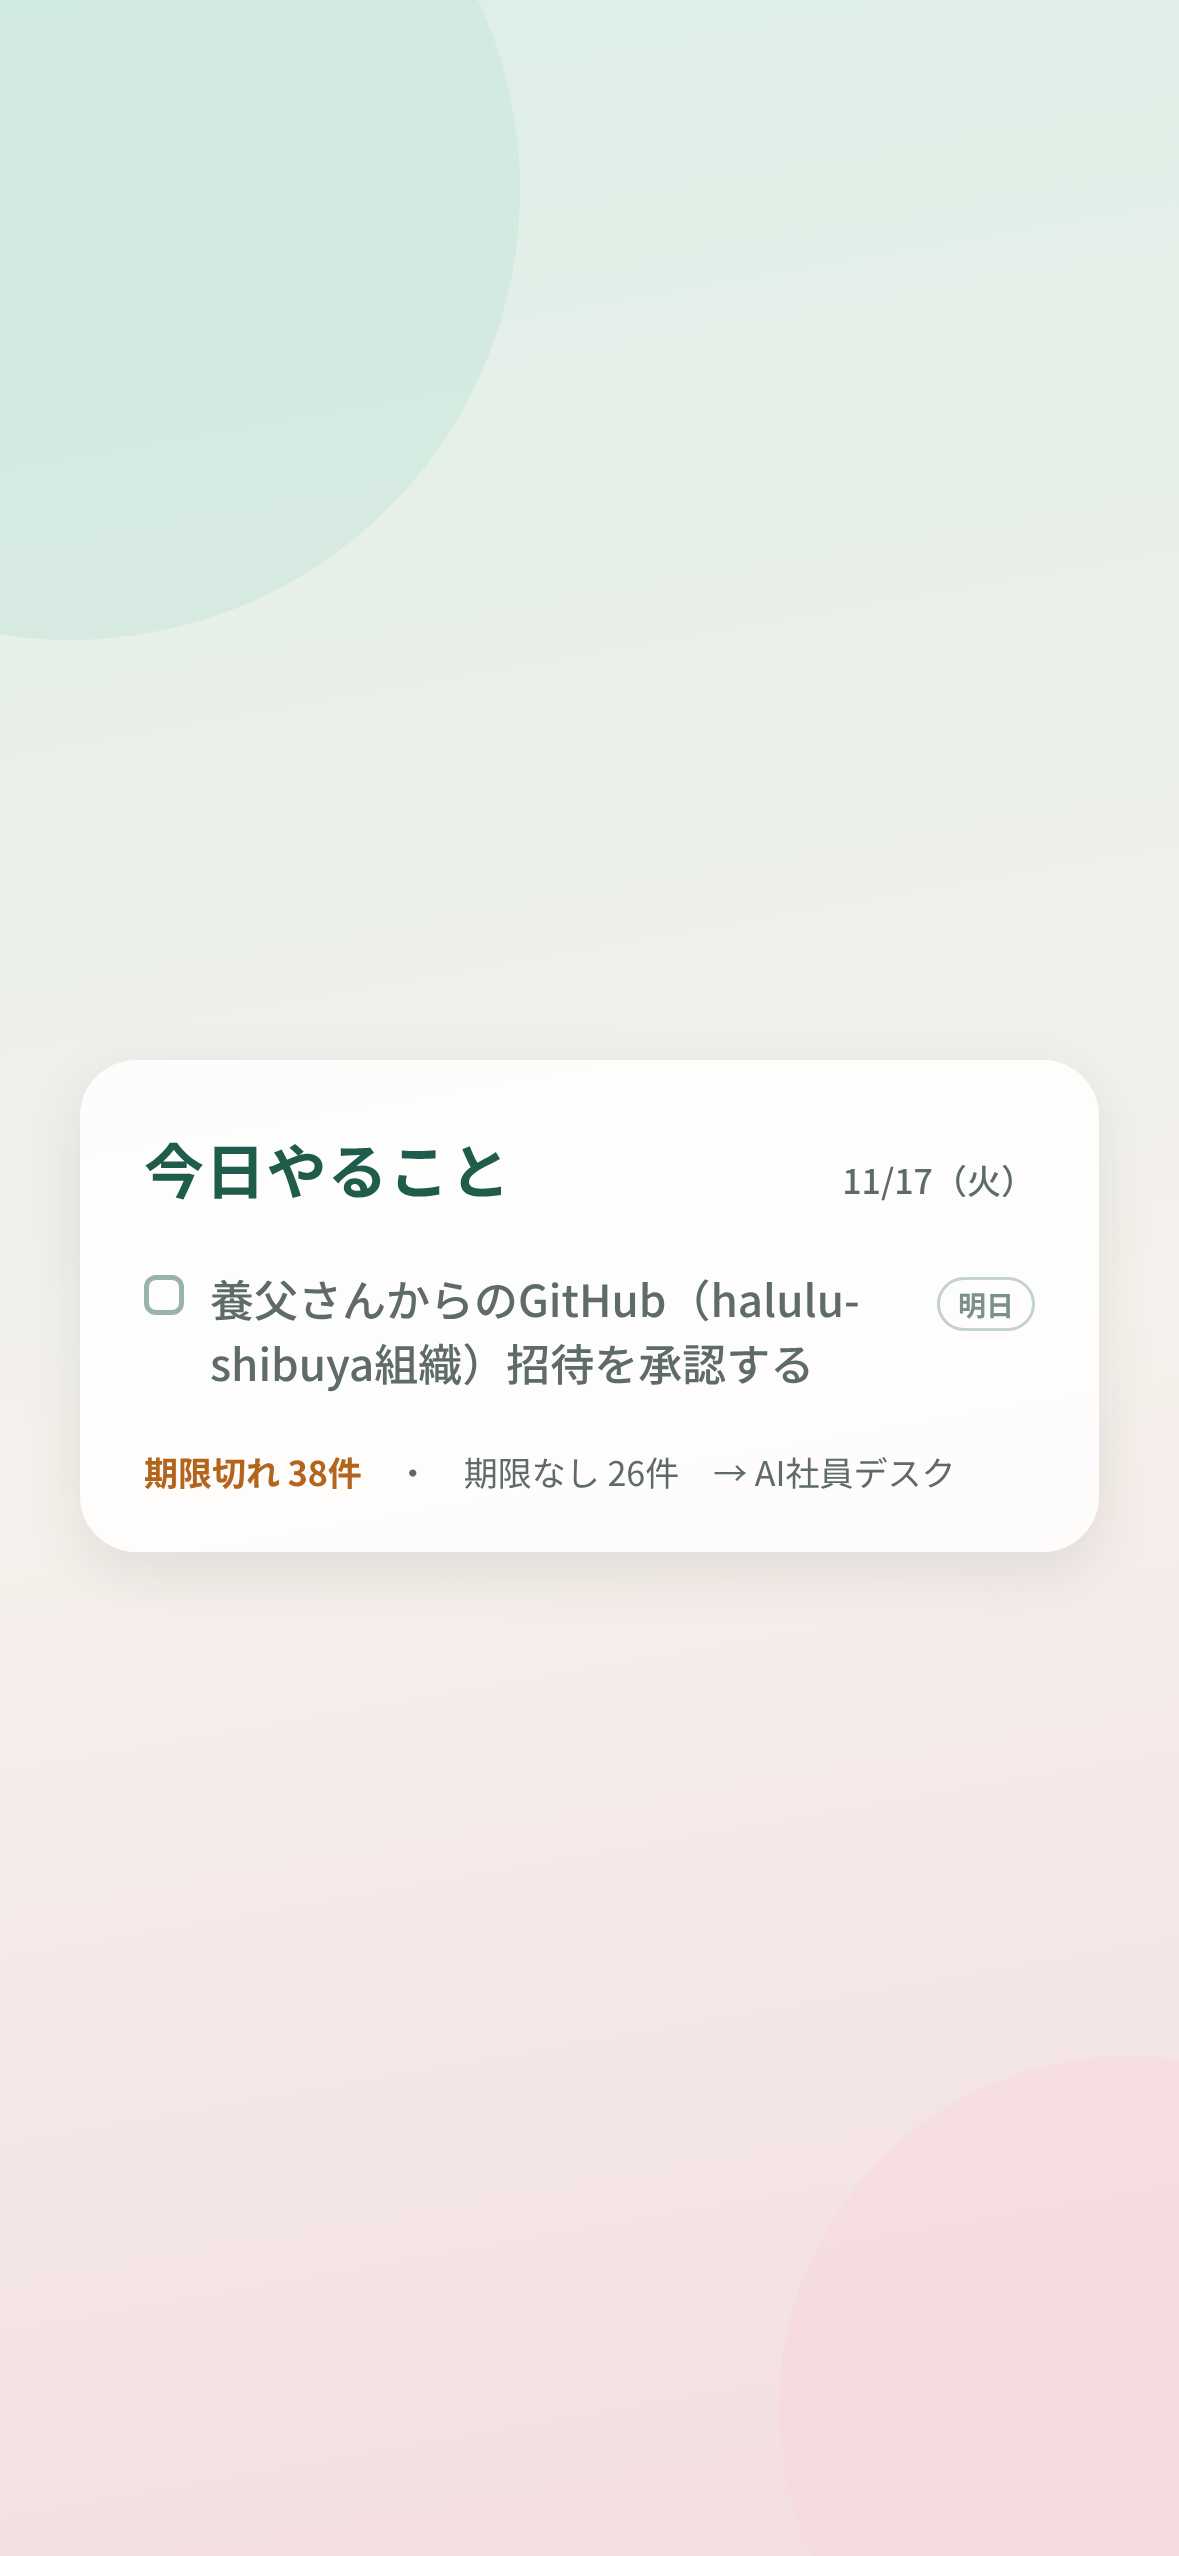 今日やること
11/17（火）
養父さんからのGitHub（halulu-
shibuya組織）招待を承認する
明日
期限切れ 38件　・　期限なし 26件　→ AI社員デスク